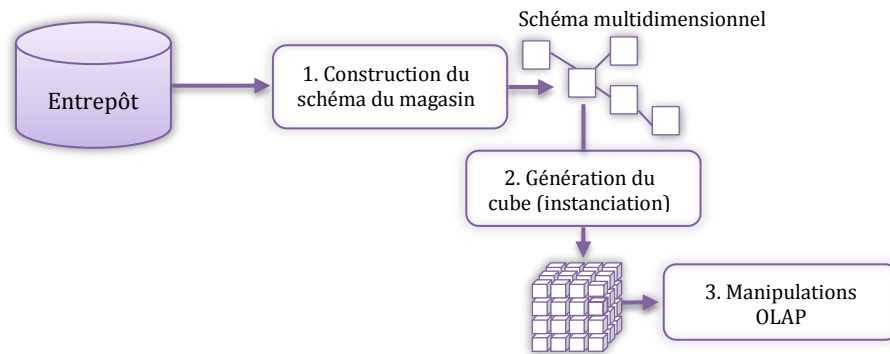 Schéma multidimensionnel
Entrepôt
1. Construction du
schéma du magasin
2. Génération du
cube (instanciation)
3. Manipulations
OLAP